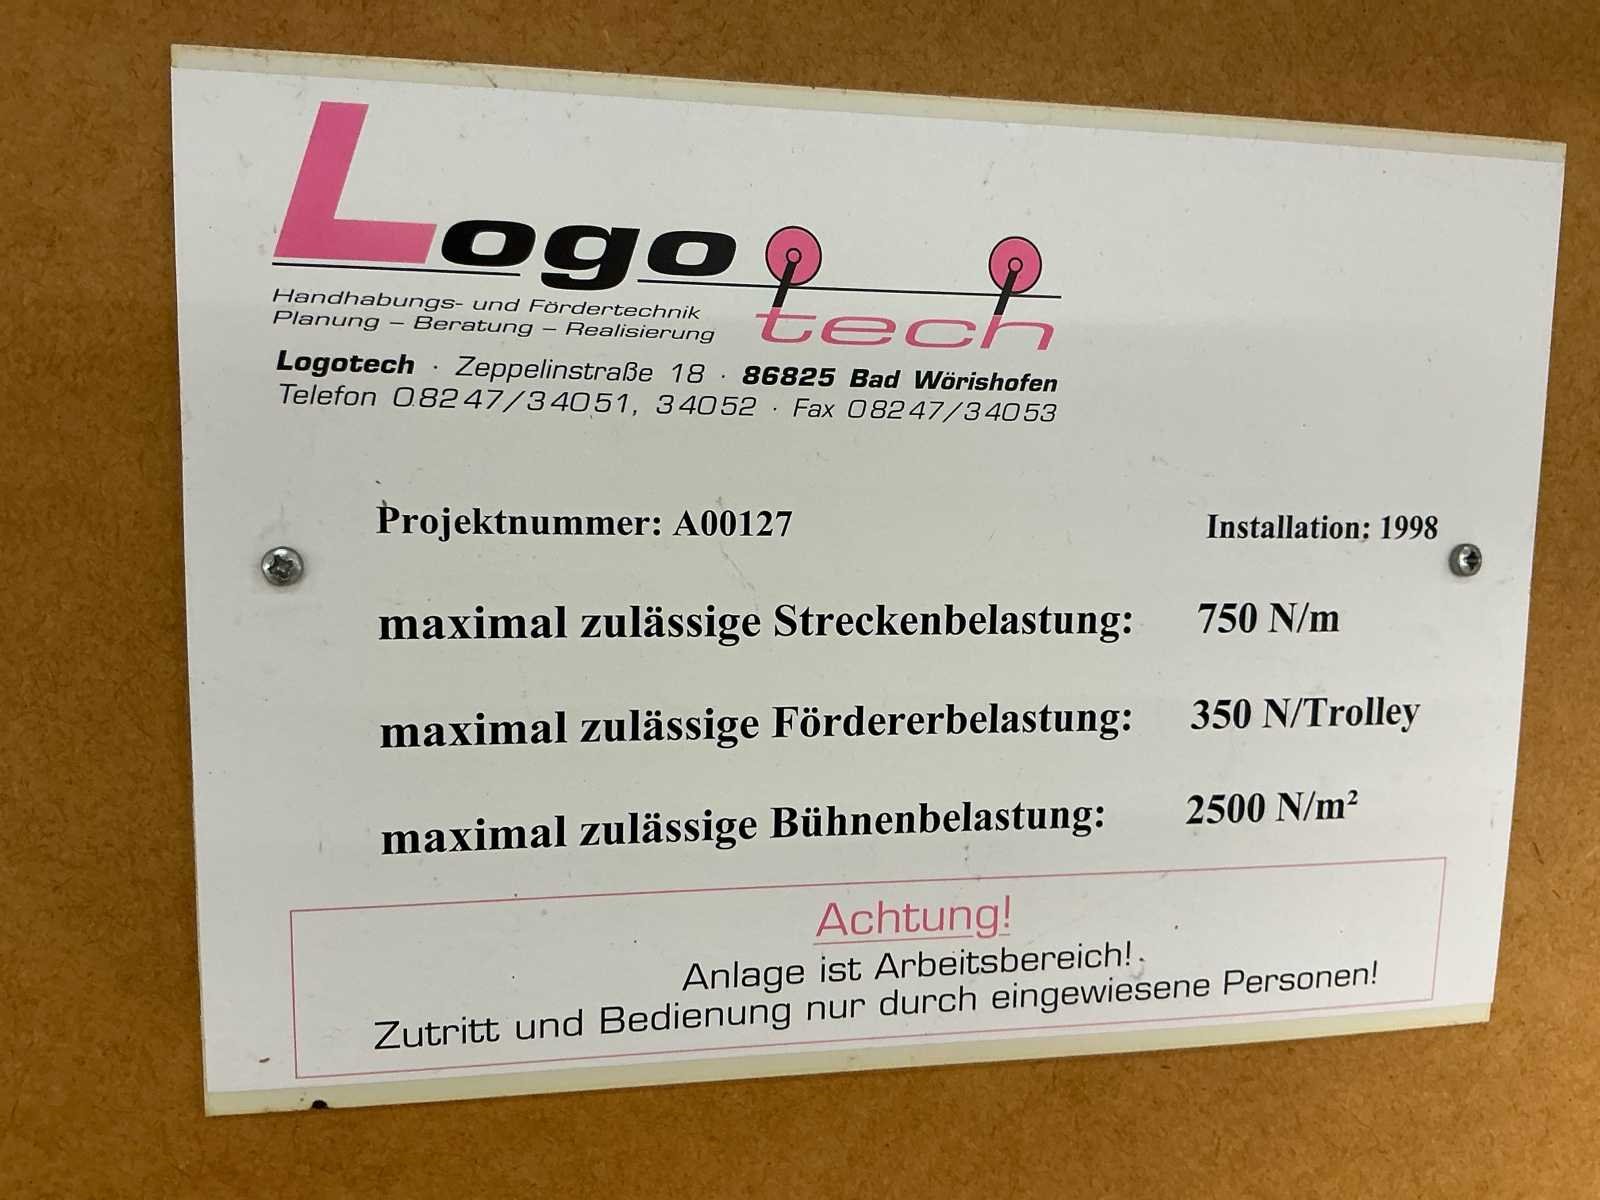 Logo tech
Handhabungs- und Fördertechnik
Planung – Beratung – Realisierung
Logotech · Zeppelinstraße 18 · 86825 Bad Wörishofen
Telefon 08247/34051, 34052 · Fax 08247/34053
Projektnummer: A00127 Installation: 1998
maximal zulässige Streckenbelastung: 750 N/m
maximal zulässige Fördererbelastung: 350 N/Trolley
maximal zulässige Bühnenbelastung: 2500 N/m²
Achtung!
Anlage ist Arbeitsbereich!
Zutritt und Bedienung nur durch eingewiesene Personen!